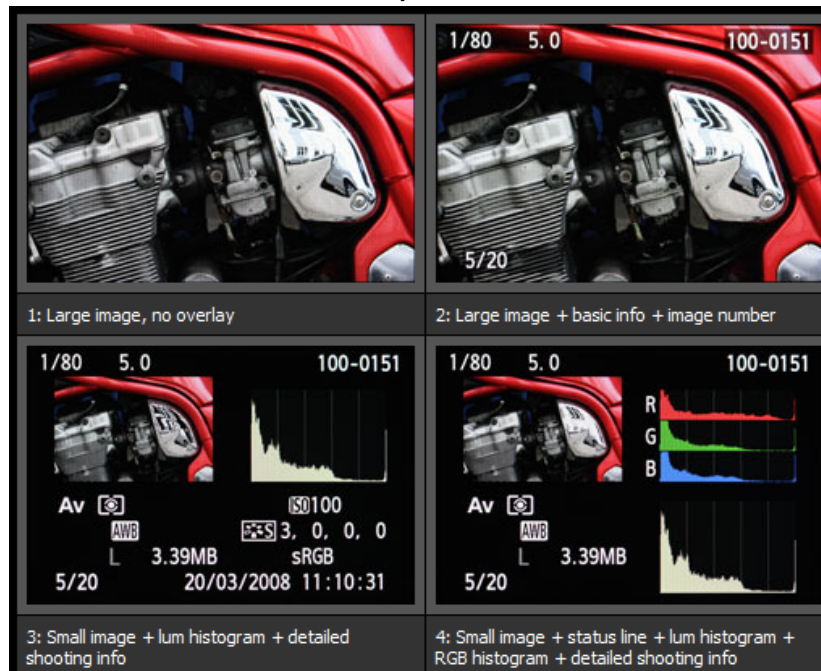 1/80 5.0 100-0151
5/20
1: Large image, no overlay
2: Large image + basic info + image number
1/80 5.0 100-0151
Av ISO100
AWB S 3, 0, 0, 0
L 3.39MB sRGB
5/20 20/03/2008 11:10:31
1/80 5.0 100-0151
R
G
B
Av
AWB
L 3.39MB
5/20
3: Small image + lum histogram + detailed
shooting info
4: Small image + status line + lum histogram +
RGB histogram + detailed shooting info